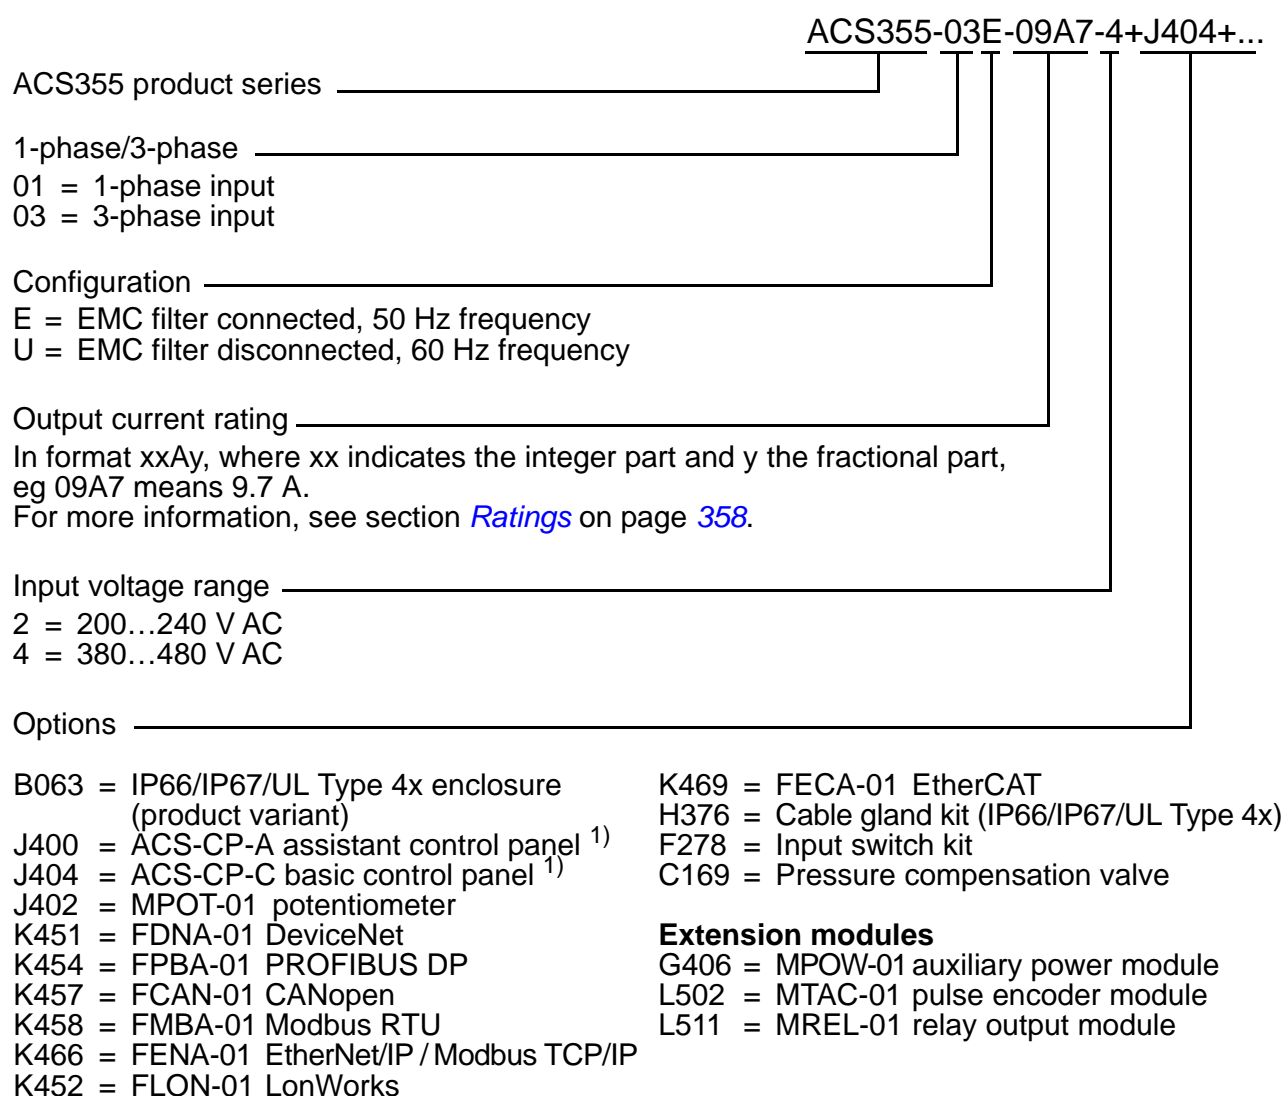 ACS355-03E-09A7-4+J404+...
ACS355 product series
1-phase/3-phase
01 = 1-phase input
03 = 3-phase input
Configuration
E = EMC filter connected, 50 Hz frequency
U = EMC filter disconnected, 60 Hz frequency
Output current rating
In format xxAy, where xx indicates the integer part and y the fractional part,
eg 09A7 means 9.7 A.
For more information, see section Ratings on page 358.
Input voltage range
2 = 200…240 V AC
4 = 380…480 V AC
Options
B063 = IP66/IP67/UL Type 4x enclosure
(product variant)
J400 = ACS-CP-A assistant control panel 1)
J404 = ACS-CP-C basic control panel 1)
J402 = MPOT-01 potentiometer
K451 = FDNA-01 DeviceNet
K454 = FPBA-01 PROFIBUS DP
K457 = FCAN-01 CANopen
K458 = FMBA-01 Modbus RTU
K466 = FENA-01 EtherNet/IP / Modbus TCP/IP
K452 = FLON-01 LonWorks
K469 = FECA-01 EtherCAT
H376 = Cable gland kit (IP66/IP67/UL Type 4x)
F278 = Input switch kit
C169 = Pressure compensation valve
Extension modules
G406 = MPOW-01 auxiliary power module
L502 = MTAC-01 pulse encoder module
L511 = MREL-01 relay output module